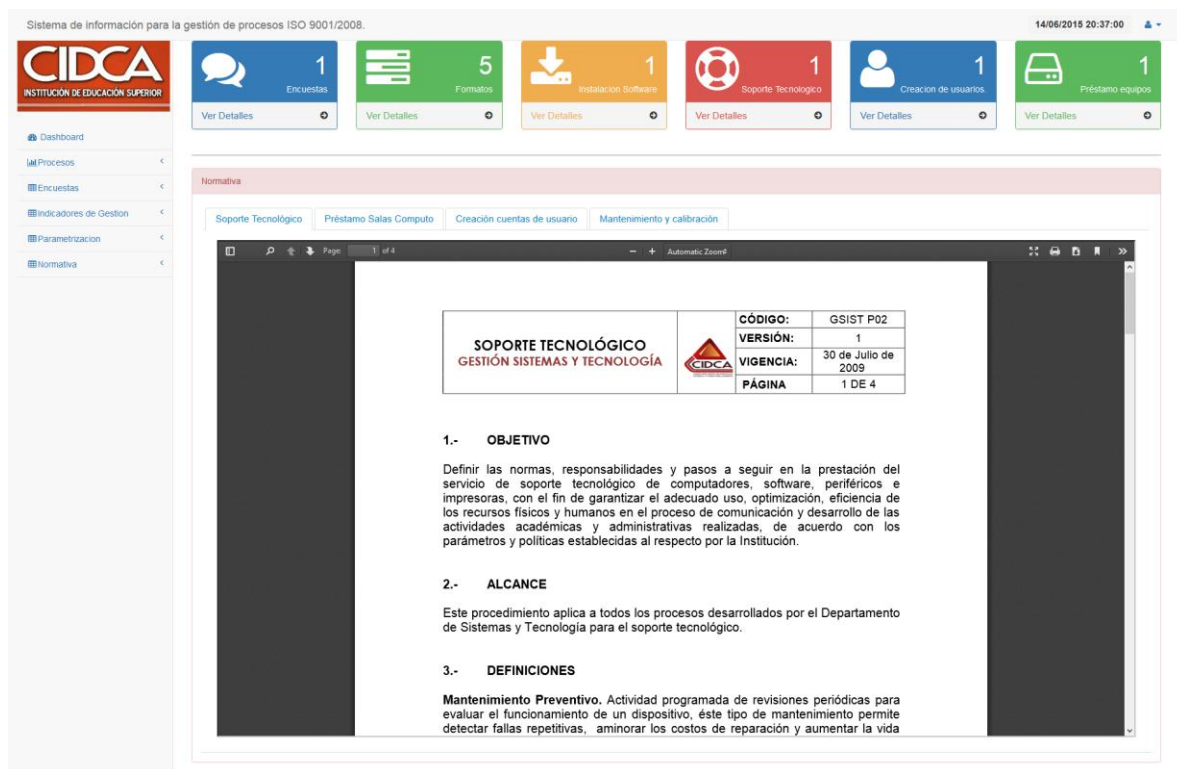 Sistema de información para la gestión de procesos ISO 9001/2008.
14/06/2015 20:37:00
CIDCA
INSTITUCIÓN DE EDUCACIÓN SUPERIOR
1
Encuestas
Ver Detalles
5
Formatos
Ver Detalles
1
Instalacion Software
Ver Detalles
1
Soporte Tecnologico
Ver Detalles
1
Creacion de usuarios.
Ver Detalles
1
Préstamo equipos
Ver Detalles
Dashboard
Procesos
Encuestas
Indicadores de Gestion
Parametrizacion
Normativa
Normativa
Soporte Tecnológico
Préstamo Salas Computo
Creación cuentas de usuario
Mantenimiento y calibración
Page: 1 of 4
Automatic Zoom
SOPORTE TECNOLÓGICO
GESTIÓN SISTEMAS Y TECNOLOGÍA
CIDCA
CÓDIGO: GSIST P02
VERSIÓN: 1
VIGENCIA: 30 de Julio de
2009
PÁGINA 1 DE 4
1.- OBJETIVO
Definir las normas, responsabilidades y pasos a seguir en la prestación del
servicio de soporte tecnológico de computadores, software, periféricos e
impresoras, con el fin de garantizar el adecuado uso, optimización, eficiencia de
los recursos físicos y humanos en el proceso de comunicación y desarrollo de las
actividades académicas y administrativas realizadas, de acuerdo con los
parámetros y políticas establecidas al respecto por la Institución.
2.- ALCANCE
Este procedimiento aplica a todos los procesos desarrollados por el Departamento
de Sistemas y Tecnología para el soporte tecnológico.
3.- DEFINICIONES
Mantenimiento Preventivo. Actividad programada de revisiones periódicas para
evaluar el funcionamiento de un dispositivo, éste tipo de mantenimiento permite
detectar fallas repetitivas, aminorar los costos de reparación y aumentar la vida